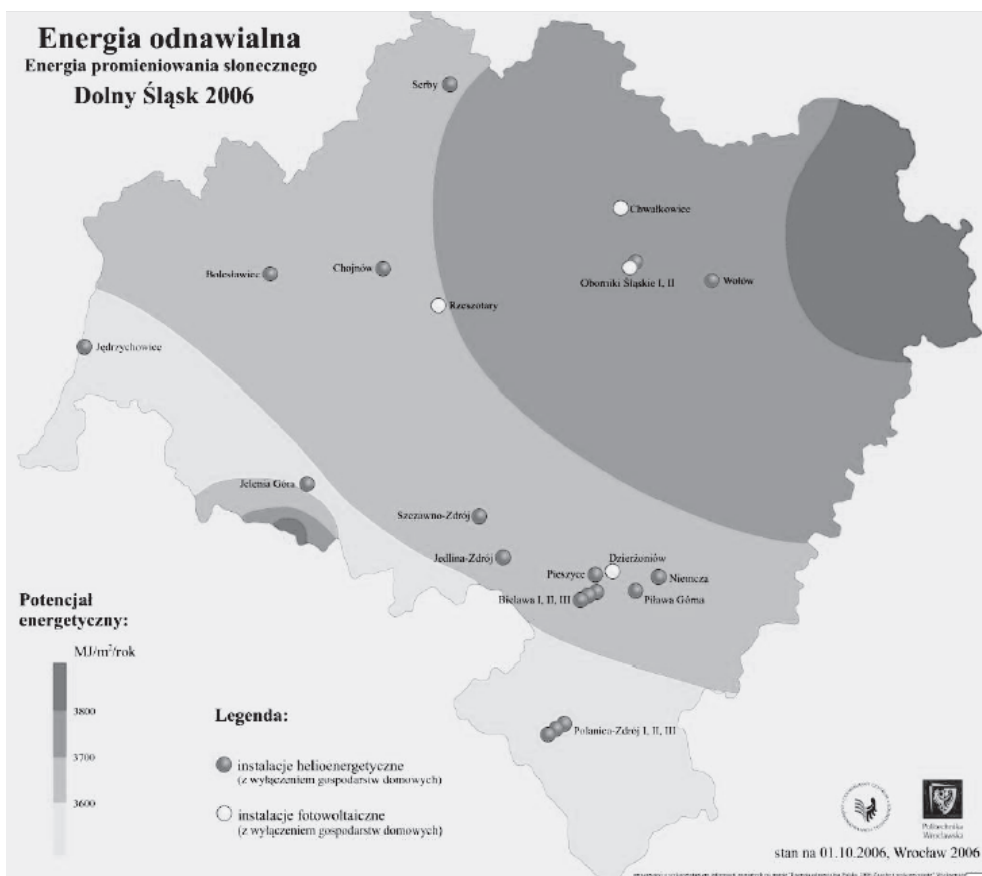 Energia odnawialna
Energia promieniowania słonecznego
Dolny Śląsk 2006
Serby
Chwałkowice
Bolesławiec
Chojnów
Oborniki Śląskie I, II
Wołów
Rzeszotary
Jędrzychowice
Jelenia Góra
Szczawno-Zdrój
Jedlina-Zdrój
Dzierżoniów
Pieszyce
Niemcza
Bielawa I, II, III
Piława Górna
Polanica-Zdrój I, II, III
Potencjał
energetyczny:
MJ/m²/rok
3800
3700
3600
Legenda:
instalacje helioenergetyczne
(z wyłączeniem gospodarstw domowych)
instalacje fotowoltaiczne
(z wyłączeniem gospodarstw domowych)
Politechnika
Wrocławska
stan na 01.10.2006, Wrocław 2006